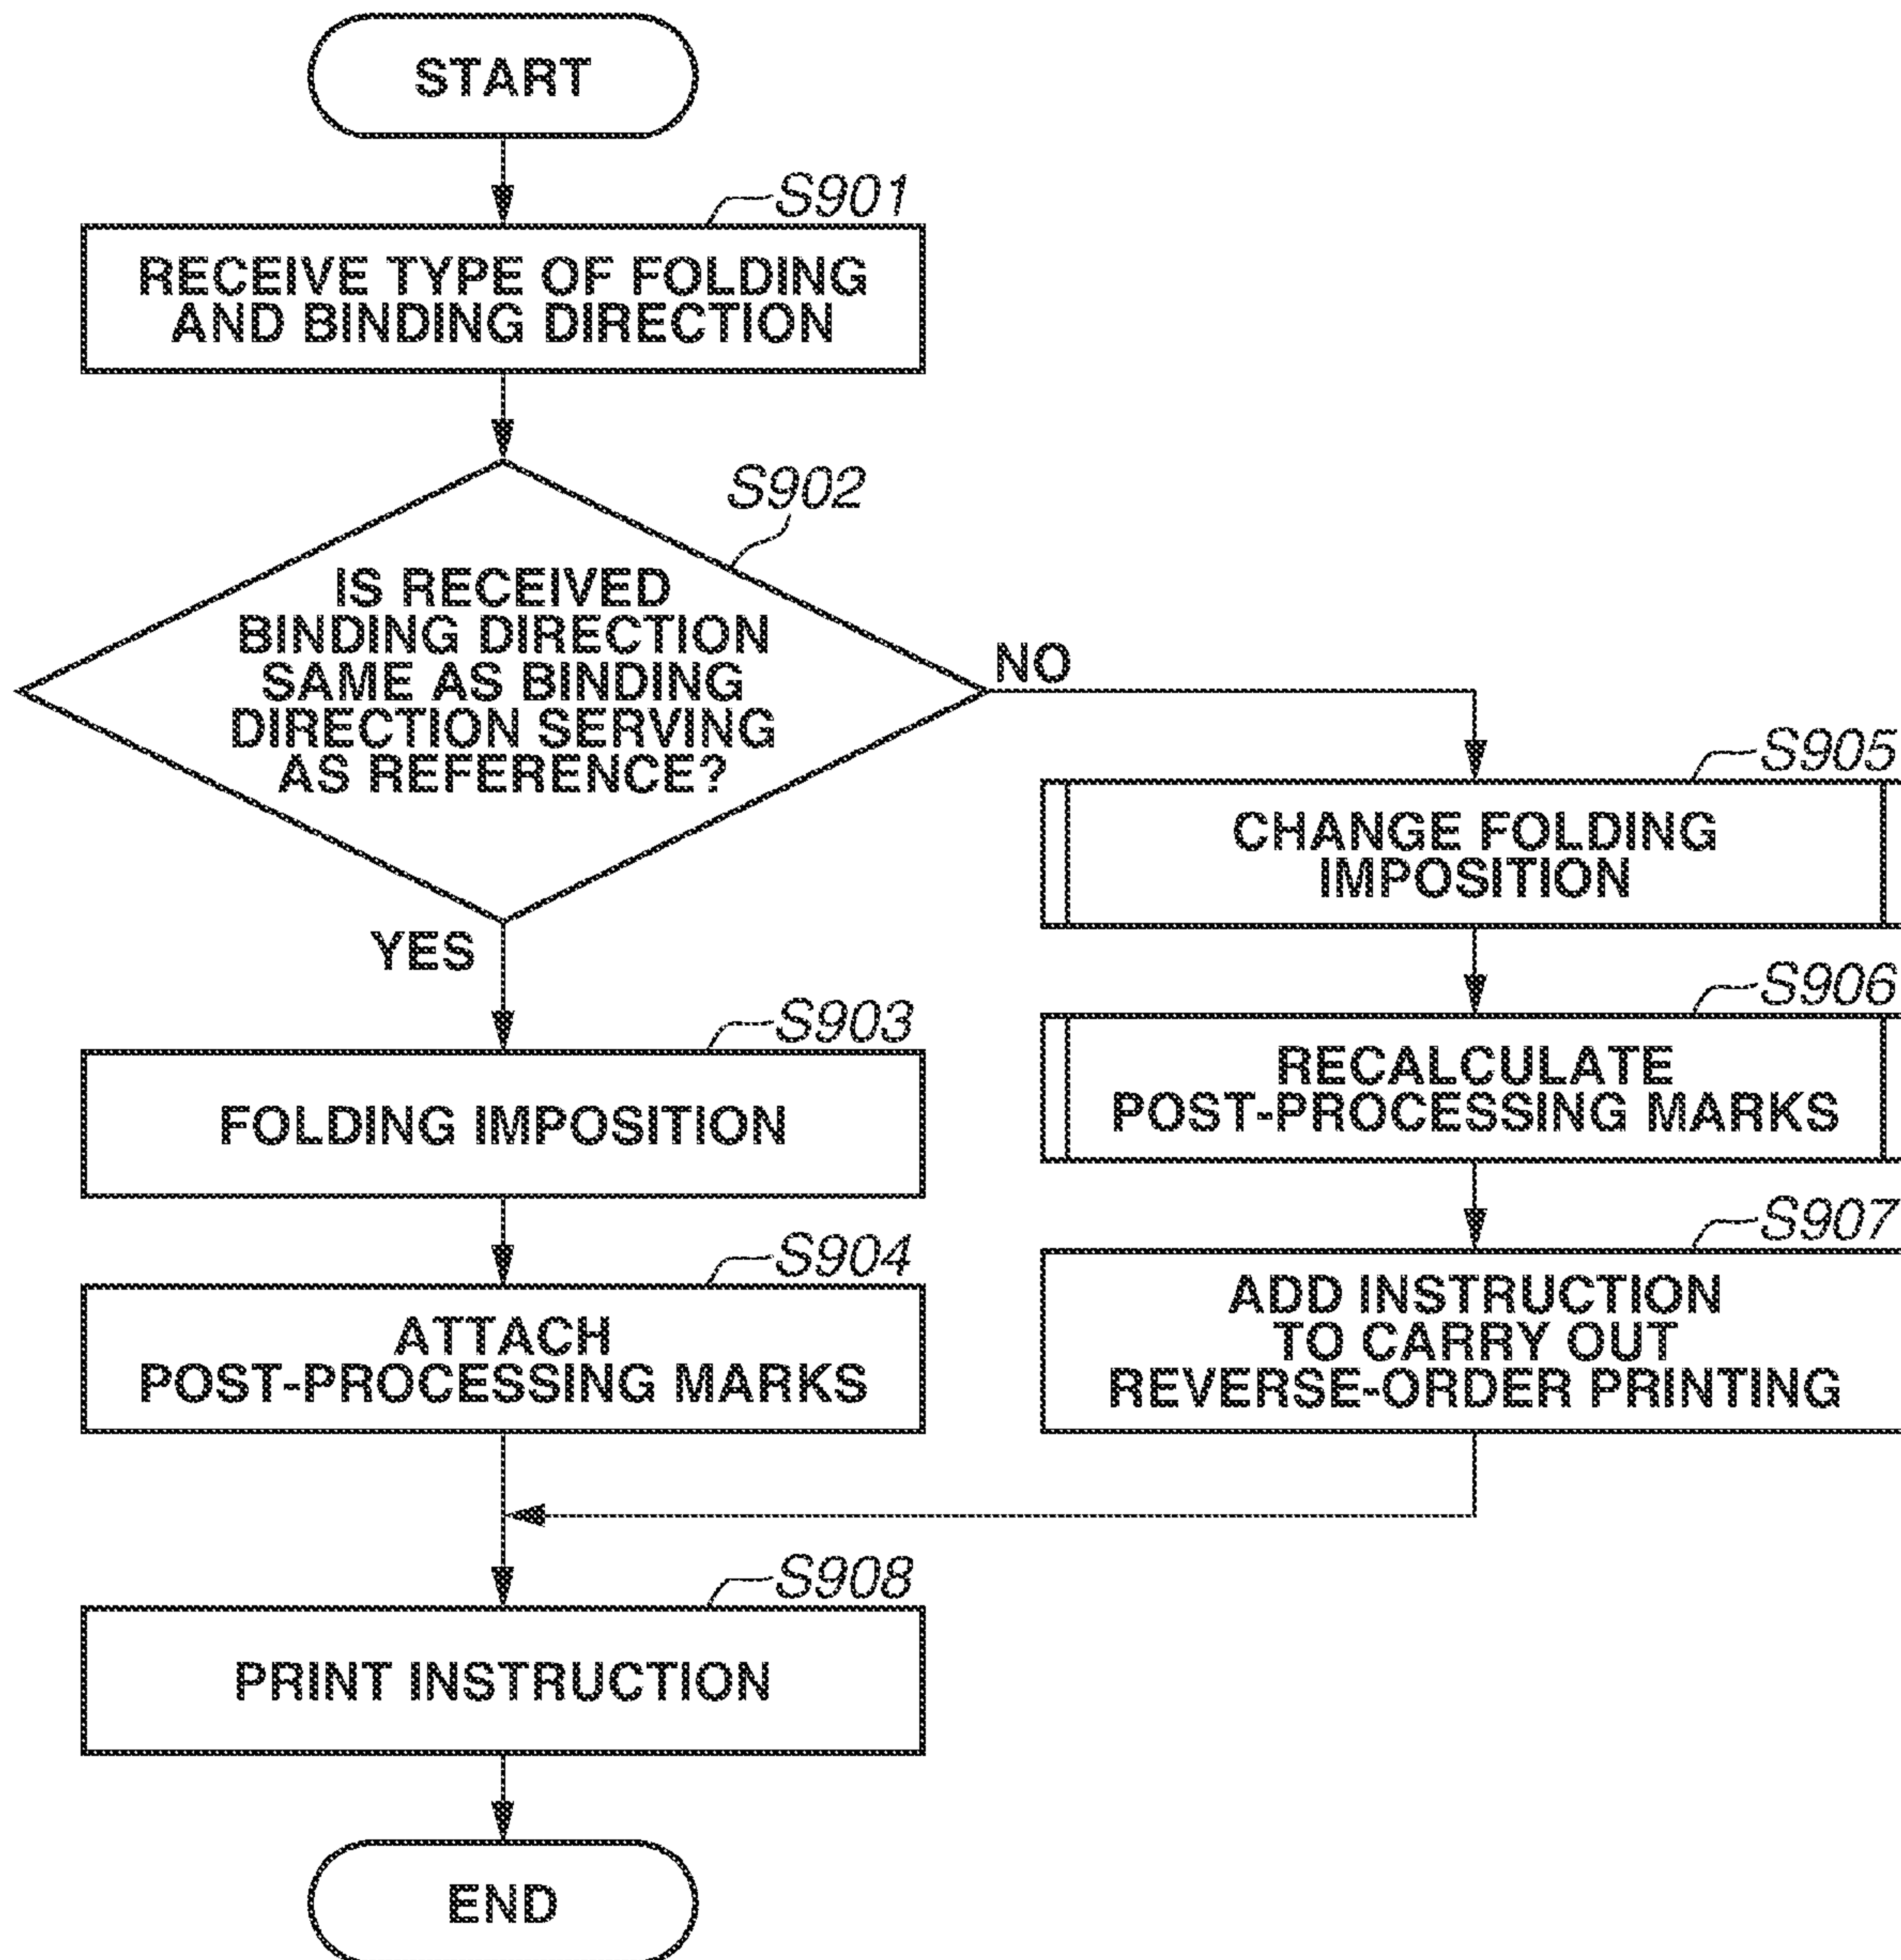 START
S901
RECEIVE TYPE OF FOLDING
AND BINDING DIRECTION
S902
IS RECEIVED
BINDING DIRECTION
SAME AS BINDING
DIRECTION SERVING
AS REFERENCE?
NO
YES
S903
FOLDING IMPOSITION
S904
ATTACH
POST-PROCESSING MARKS
S905
CHANGE FOLDING
IMPOSITION
S906
RECALCULATE
POST-PROCESSING MARKS
S907
ADD INSTRUCTION
TO CARRY OUT
REVERSE-ORDER PRINTING
S908
PRINT INSTRUCTION
END